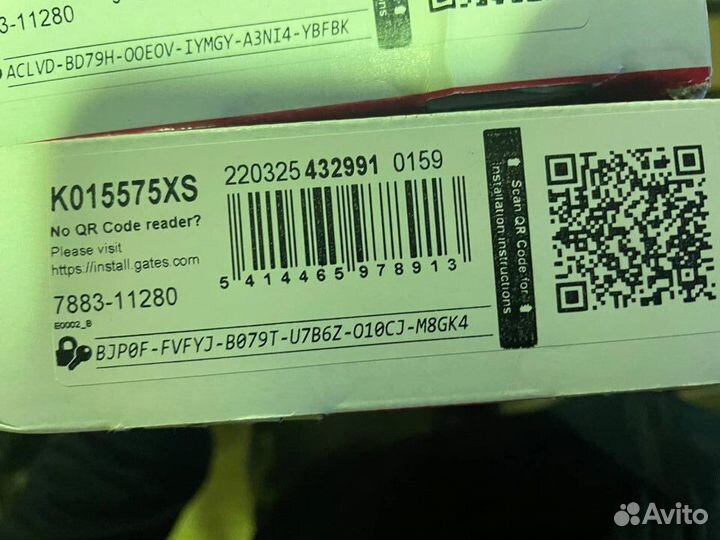 3-11280
ACLVD-BD79H-OOEOV-IYMGY-A3NI4-YBFBK
K015575XS
220325 432991 0159
No QR Code reader?
Please visit
https://install.gates.com
5 414465 978913
7883-11280
E0002_B
BJP0F-FVFYJ-B079T-U7B6Z-O10CJ-M8GK4
Scan QR Code for
installation instructions
Avito